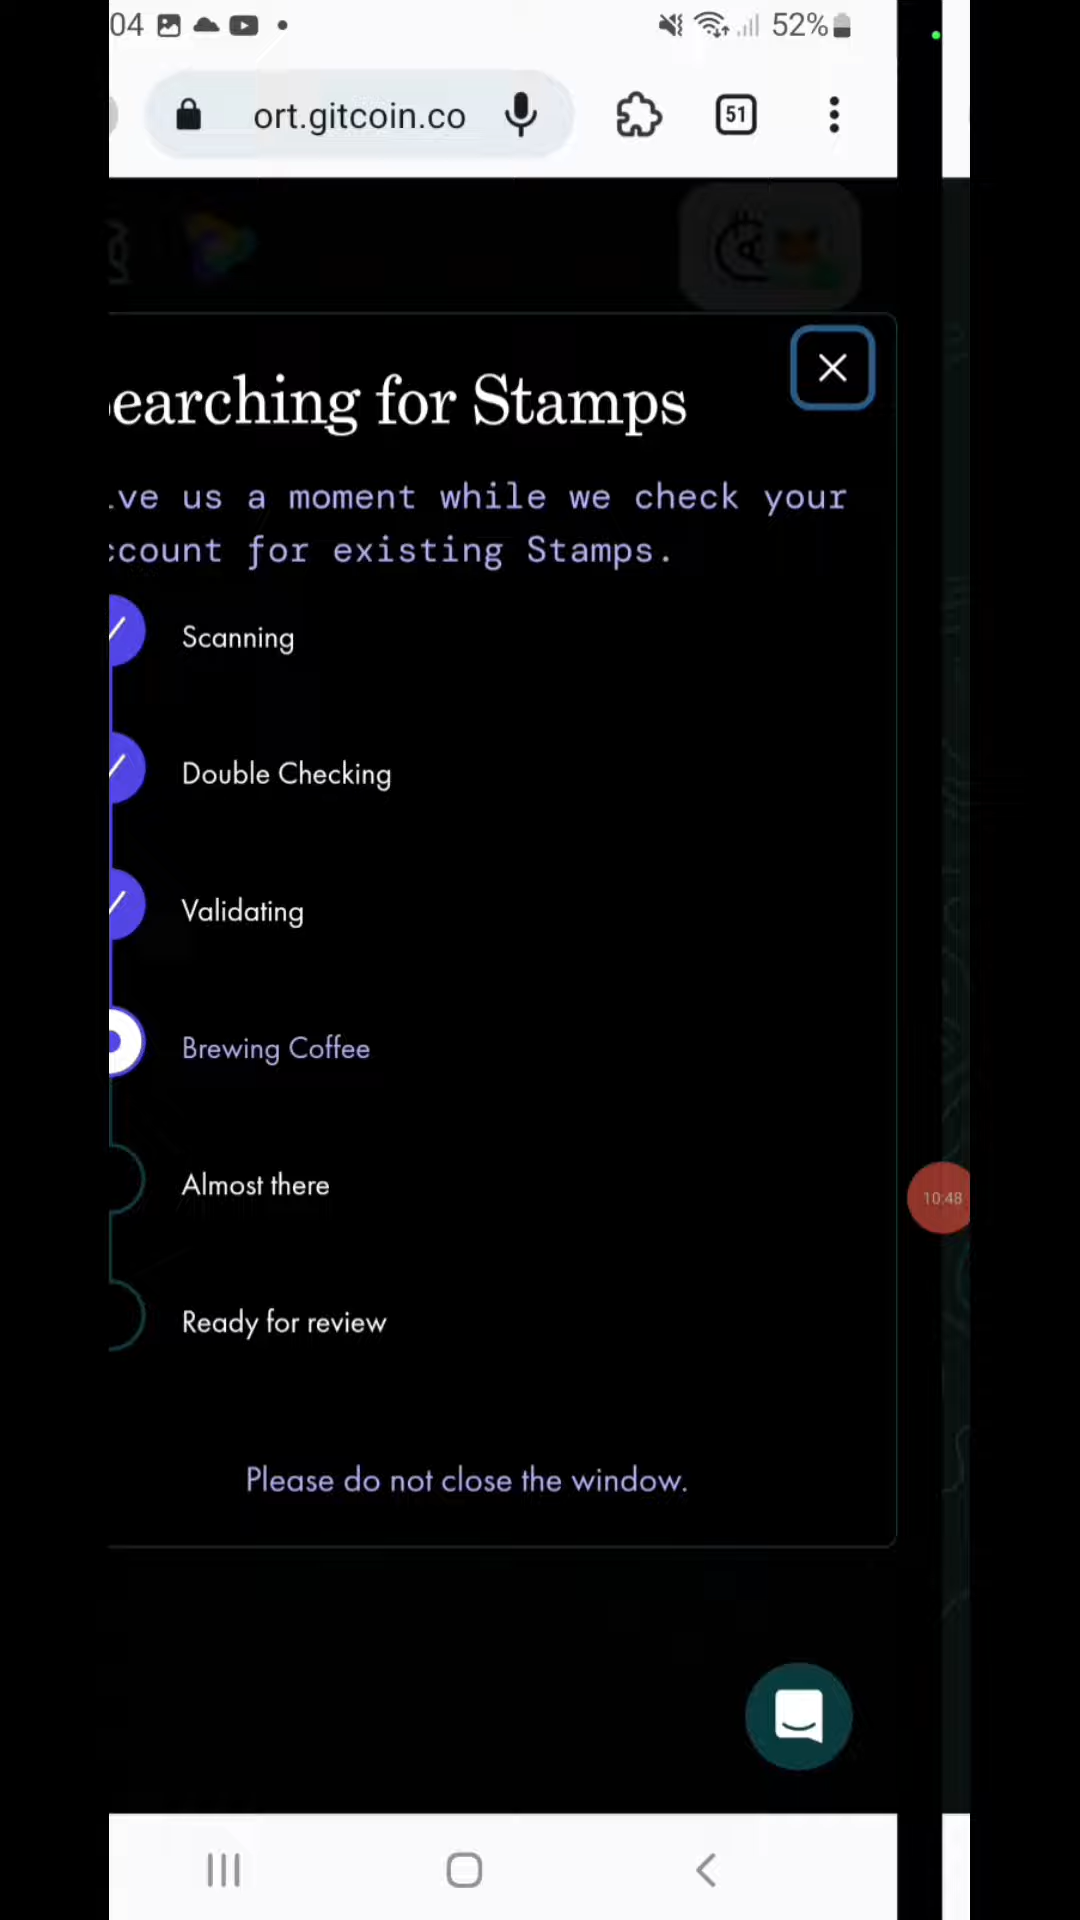 04 52%
ort.gitcoin.co 51
earching for Stamps
ve us a moment while we check your
count for existing Stamps.
Scanning
Double Checking
Validating
Brewing Coffee
Almost there
10:48
Ready for review
Please do not close the window.